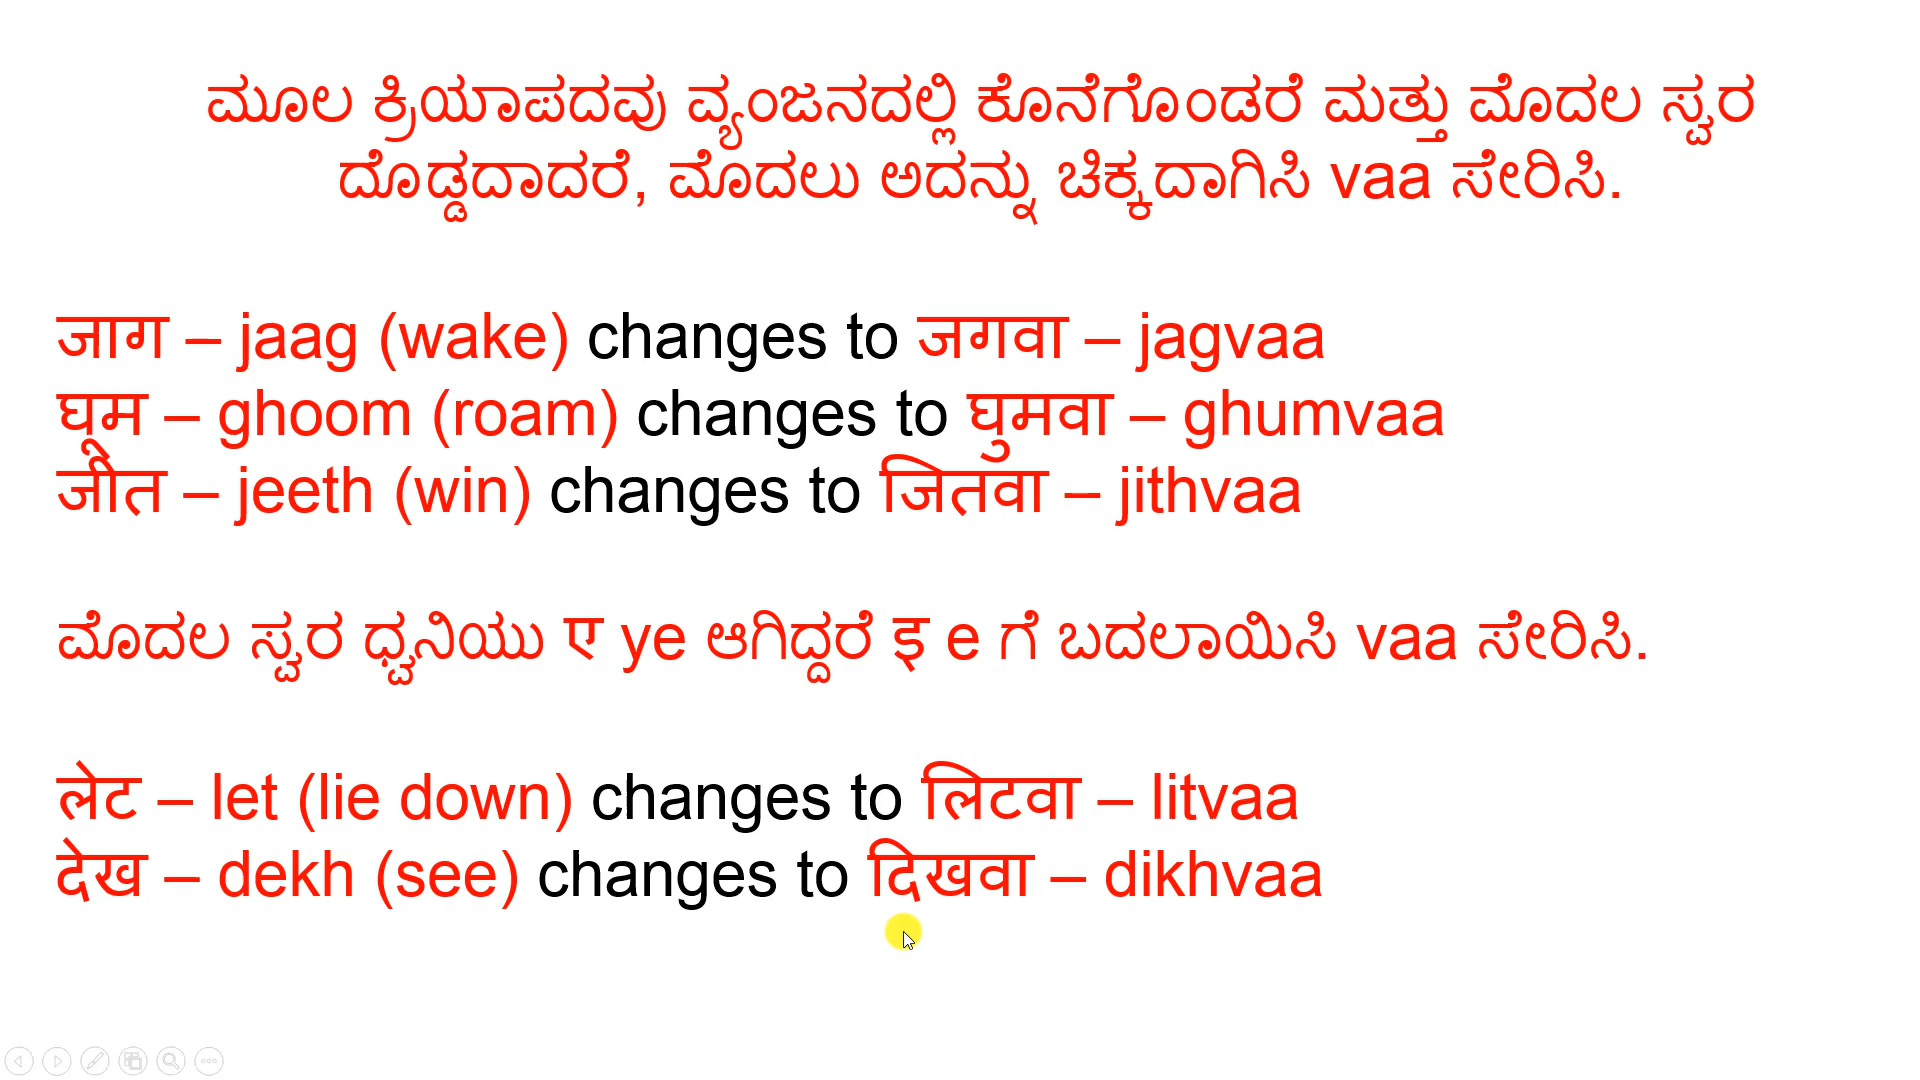 ಮೂಲ ಕ್ರಿಯಾಪದವು ವ್ಯಂಜನದಲ್ಲಿ ಕೊನೆಗೊಂಡರೆ ಮತ್ತು ಮೊದಲ ಸ್ವರ
ದೊಡ್ಡದಾದರೆ, ಮೊದಲು ಅದನ್ನು ಚಿಕ್ಕದಾಗಿಸಿ vaa ಸೇರಿಸಿ.
जाग – jaag (wake) changes to जगवा – jagvaa
घूम – ghoom (roam) changes to घुमवा – ghumvaa
जीत – jeeth (win) changes to जितवा – jithvaa
ಮೊದಲ ಸ್ವರ ಧ್ವನಿಯು ए ye ಆಗಿದ್ದರೆ इ e ಗೆ ಬದಲಾಯಿಸಿ vaa ಸೇರಿಸಿ.
लेट – let (lie down) changes to लिटवा – litvaa
देख – dekh (see) changes to दिखवा – dikhvaa